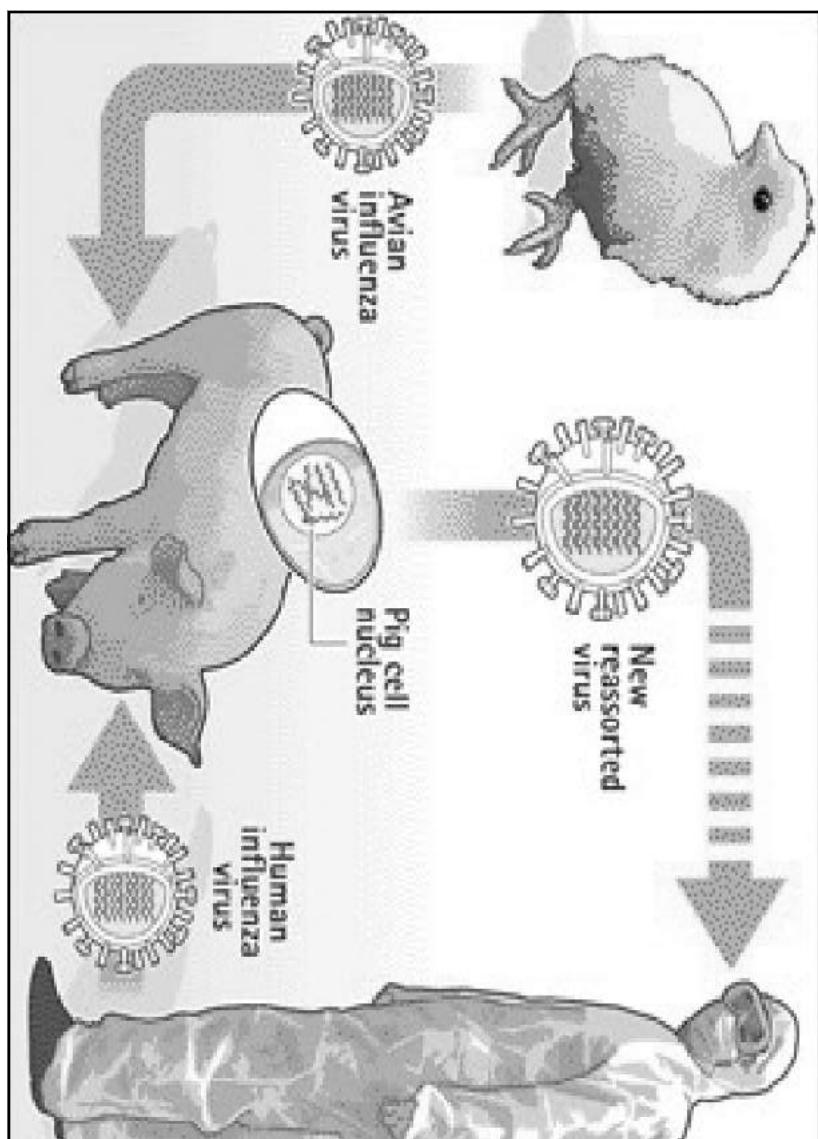 Avian
influenza
virus
New
reassorted
virus
Pig cell
nucleus
Human
influenza
virus